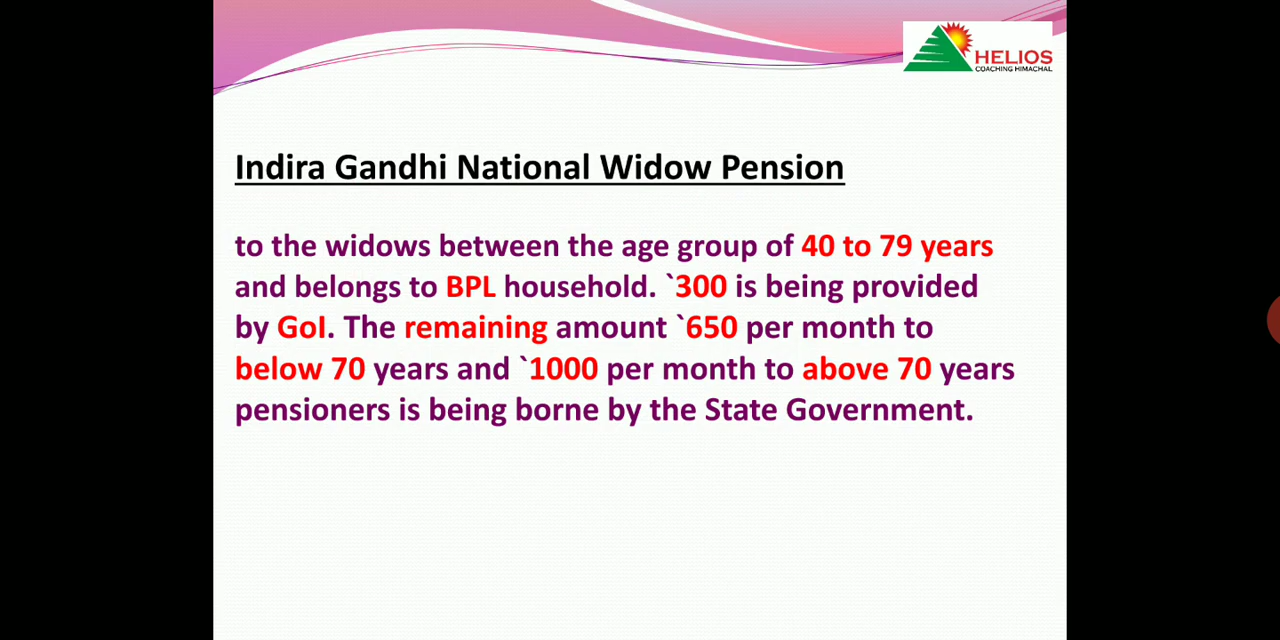 HELIOS
COACHING HIMACHAL
Indira Gandhi National Widow Pension
to the widows between the age group of 40 to 79 years
and belongs to BPL household. `300 is being provided
by GoI. The remaining amount `650 per month to
below 70 years and `1000 per month to above 70 years
pensioners is being borne by the State Government.